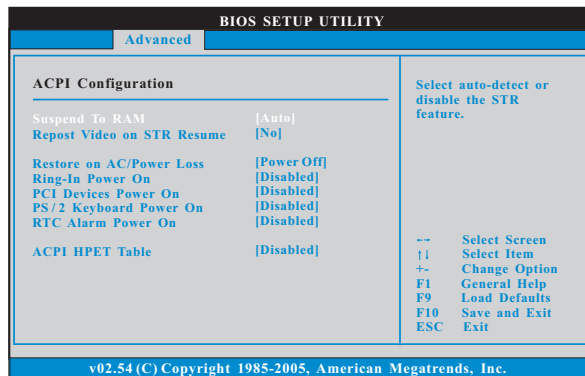 BIOS SETUP UTILITY
Advanced
ACPI Configuration
Suspend To RAM [Auto]
Repost Video on STR Resume [No]
Restore on AC/Power Loss [Power Off]
Ring-In Power On [Disabled]
PCI Devices Power On [Disabled]
PS/2 Keyboard Power On [Disabled]
RTC Alarm Power On [Disabled]
ACPI HPET Table [Disabled]
Select auto-detect or
disable the STR
feature.
←→ Select Screen
↑↓ Select Item
+- Change Option
F1 General Help
F9 Load Defaults
F10 Save and Exit
ESC Exit
v02.54 (C) Copyright 1985-2005, American Megatrends, Inc.